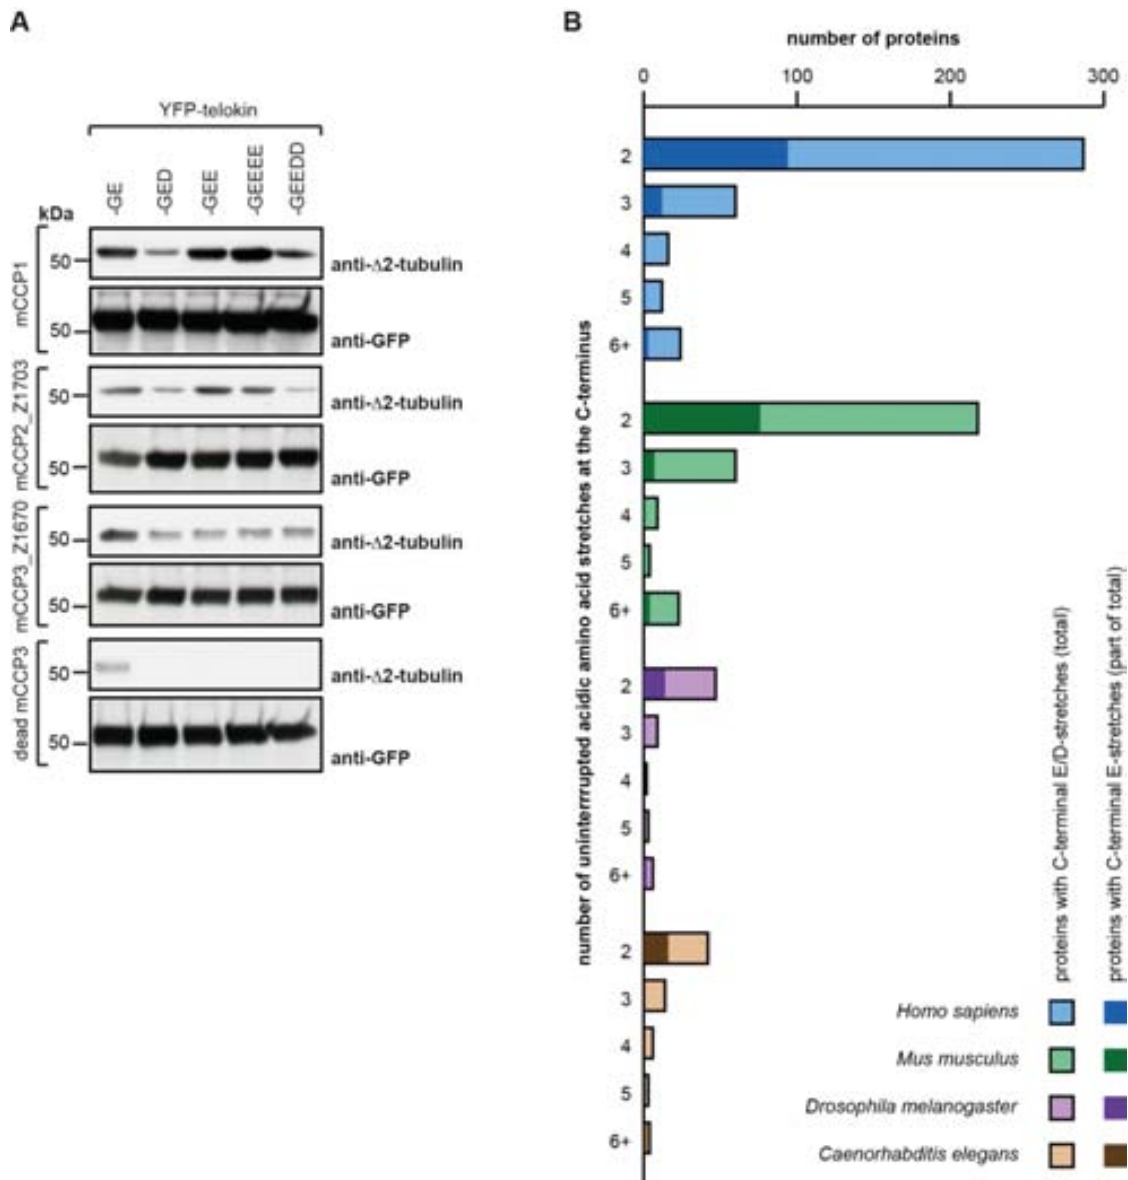 A
YFP-telokin
-GE
-GED
-GEE
-GEEEE
-GEEDD
kDa
mCCP1
50
anti-Δ2-tubulin
50
anti-GFP
mCCP2_Z1703
50
anti-Δ2-tubulin
50
anti-GFP
mCCP3_Z1670
50
anti-Δ2-tubulin
50
anti-GFP
dead mCCP3
50
anti-Δ2-tubulin
50
anti-GFP
B
number of proteins
0 100 200 300
number of uninterrrupted acidic amino acid stretches at the C-terminus
2
3
4
5
6+
2
3
4
5
6+
2
3
4
5
6+
2
3
4
5
6+
proteins with C-terminal E/D-stretches (total)
proteins with C-terminal E-stretches (part of total)
Homo sapiens
Mus musculus
Drosophila melanogaster
Caenorhabditis elegans